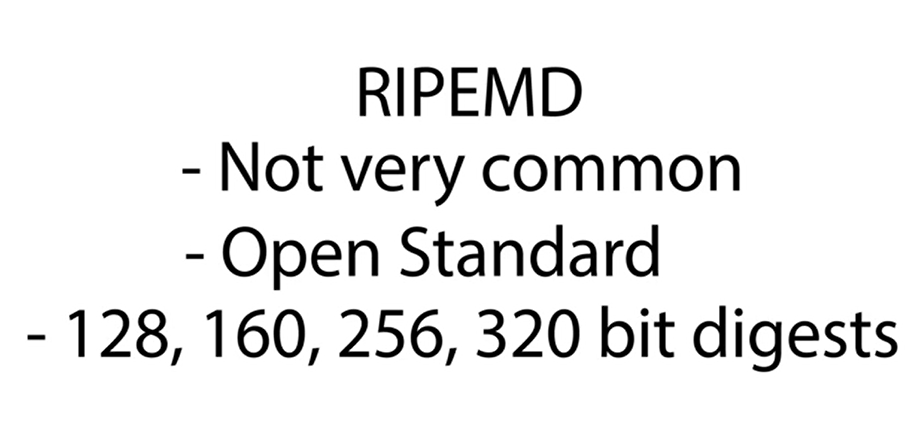 RIPEMD
- Not very common
- Open Standard
- 128, 160, 256, 320 bit digests